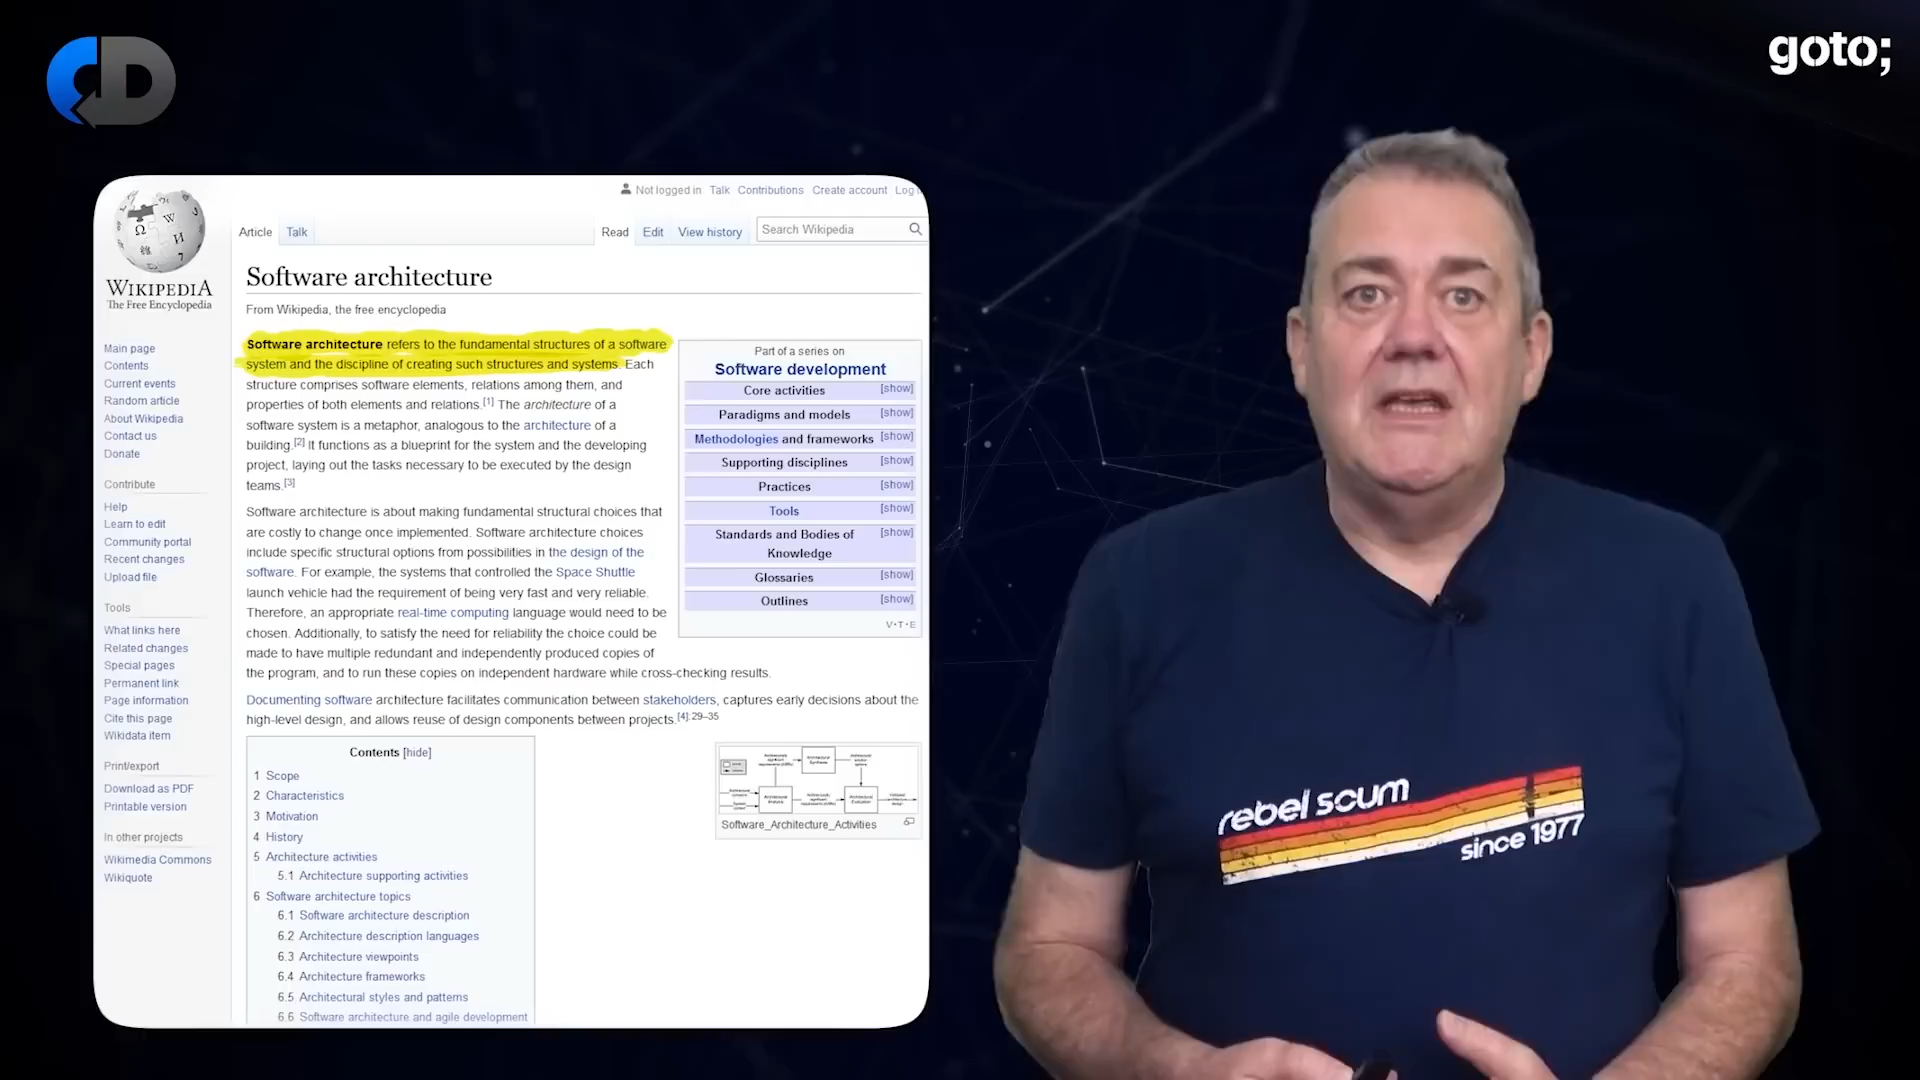 CD
goto;
Not logged in Talk Contributions Create account Log
Article Talk Read Edit View history Search Wikipedia
WIKIPEDIA
The Free Encyclopedia
Main page
Contents
Current events
Random article
About Wikipedia
Contact us
Donate
Contribute
Help
Learn to edit
Community portal
Recent changes
Upload file
Tools
What links here
Related changes
Special pages
Permanent link
Page information
Cite this page
Wikidata item
Print/export
Download as PDF
Printable version
In other projects
Wikimedia Commons
Wikiquote
Software architecture
From Wikipedia, the free encyclopedia
Software architecture refers to the fundamental structures of a software
system and the discipline of creating such structures and systems. Each
structure comprises software elements, relations among them, and
properties of both elements and relations.[1] The architecture of a
software system is a metaphor, analogous to the architecture of a
building.[2] It functions as a blueprint for the system and the developing
project, laying out the tasks necessary to be executed by the design
teams.[3]
Software architecture is about making fundamental structural choices that
are costly to change once implemented. Software architecture choices
include specific structural options from possibilities in the design of the
software. For example, the systems that controlled the Space Shuttle
launch vehicle had the requirement of being very fast and very reliable.
Therefore, an appropriate real-time computing language would need to be
chosen. Additionally, to satisfy the need for reliability the choice could be
made to have multiple redundant and independently produced copies of
the program, and to run these copies on independent hardware while cross-checking results.
Documenting software architecture facilitates communication between stakeholders, captures early decisions about the
high-level design, and allows reuse of design components between projects.[4]:29–35
Part of a series on
Software development
Core activities [show]
Paradigms and models [show]
Methodologies and frameworks [show]
Supporting disciplines [show]
Practices [show]
Tools [show]
Standards and Bodies of [show]
Knowledge
Glossaries [show]
Outlines [show]
V·T·E
Contents [hide]
1 Scope
2 Characteristics
3 Motivation
4 History
5 Architecture activities
5.1 Architecture supporting activities
6 Software architecture topics
6.1 Software architecture description
6.2 Architecture description languages
6.3 Architecture viewpoints
6.4 Architecture frameworks
6.5 Architectural styles and patterns
6.6 Software architecture and agile development
Software_Architecture_Activities
rebel scum
since 1977